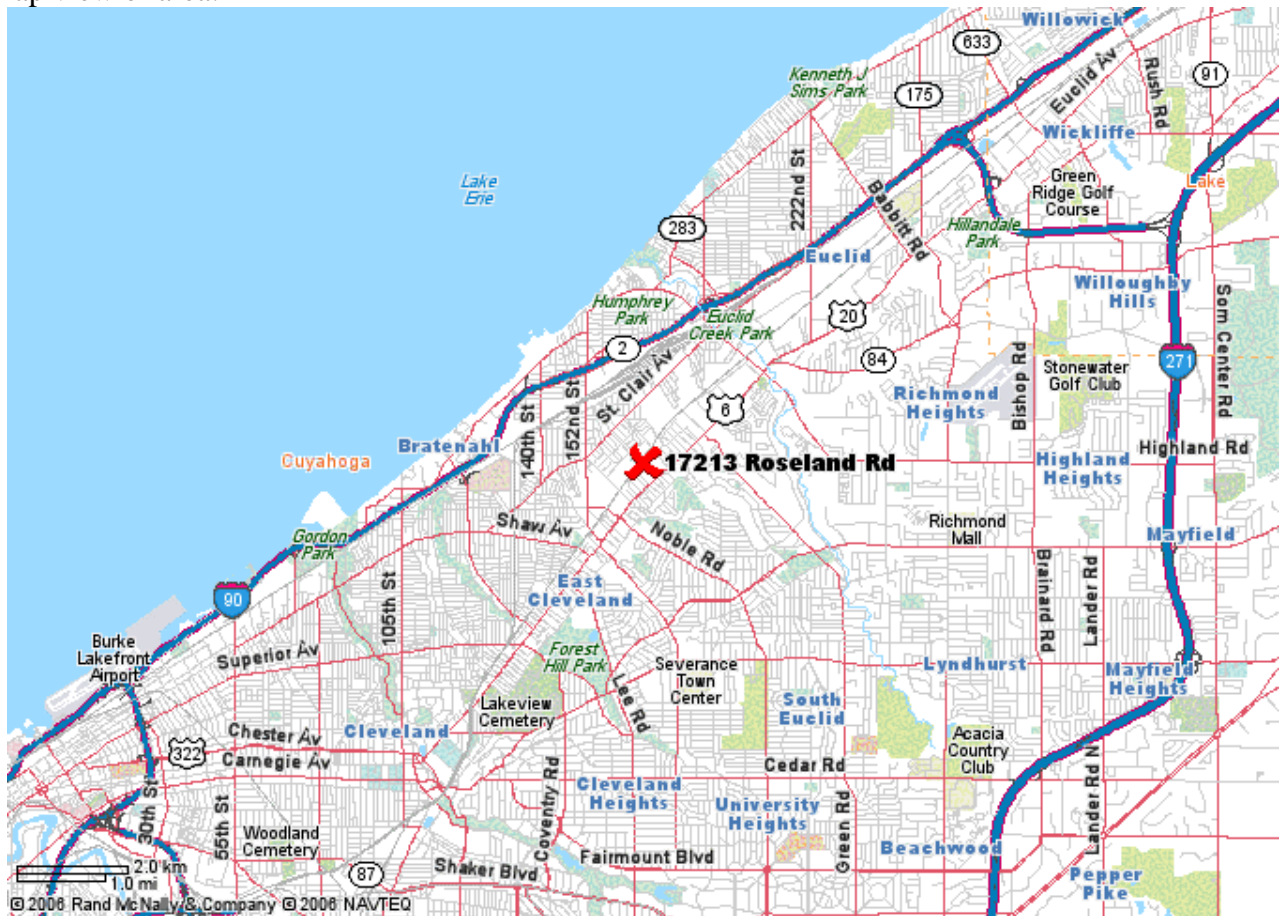 Willowick
633
Euclid Av
Rush Rd
91
Kenneth J
Sims Park
175
Wickliffe
Lake
Erie
222nd St
Babbitt Rd
Green
Ridge Golf
Course
Lake
283
Hillandale
Park
Euclid
Willoughby
Hills
Som Center Rd
Humphrey
Park
Euclid
Creek Park
20
2
84
St. Clair Av
Bishop Rd
Stonewater
Golf Club
271
152nd St
140th St
6
Richmond
Heights
Bratenahl
Cuyahoga
17213 Roseland Rd
Highland Rd
Highland
Heights
Shaw Av
Noble Rd
Richmond
Mall
Mayfield
Gordon
Park
105th St
East
Cleveland
Brainard Rd
Lander Rd
90
Burke
Lakefront
Airport
Superior Av
Forest
Hill Park
Severance
Town
Center
Lyndhurst
Mayfield
Heights
Lakeview
Cemetery
Lee Rd
South
Euclid
322
Chester Av
Cleveland
Carnegie Av
Acacia
Country
Club
Cedar Rd
Lander Rd N
30th St
55th St
Coventry Rd
Cleveland
Heights
University
Heights
Green Rd
Woodland
Cemetery
Beachwood
Fairmount Blvd
87
Shaker Blvd
Pepper
Pike
2.0 km
1.0 mi
© 2006 Rand McNally & Company © 2006 NAVTEQ